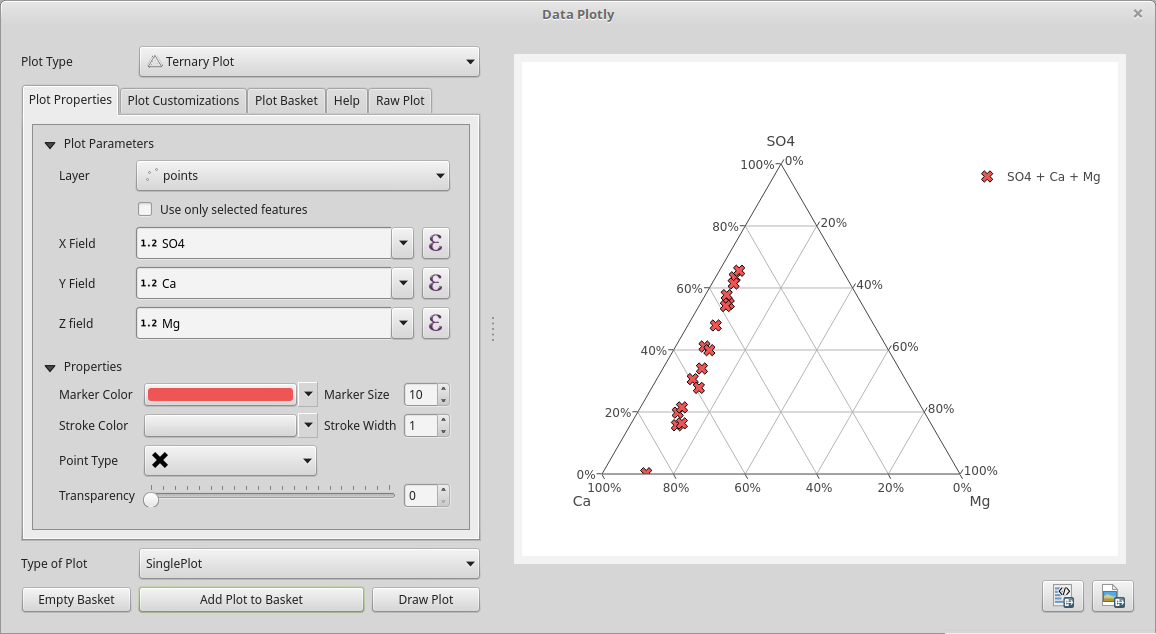 Data Plotly
Plot Type
Ternary Plot
Plot Properties
Plot Customizations
Plot Basket
Help
Raw Plot
Plot Parameters
Layer
points
Use only selected features
X Field
1.2 SO4
ε
Y Field
1.2 Ca
ε
Z field
1.2 Mg
ε
Properties
Marker Color
Marker Size
10
Stroke Color
Stroke Width
1
Point Type
Transparency
0
Type of Plot
SinglePlot
Empty Basket
Add Plot to Basket
Draw Plot
SO4
100%
0%
SO4 + Ca + Mg
80%
20%
60%
40%
40%
60%
20%
80%
0%
100%
100%
80%
60%
40%
20%
0%
Ca
Mg